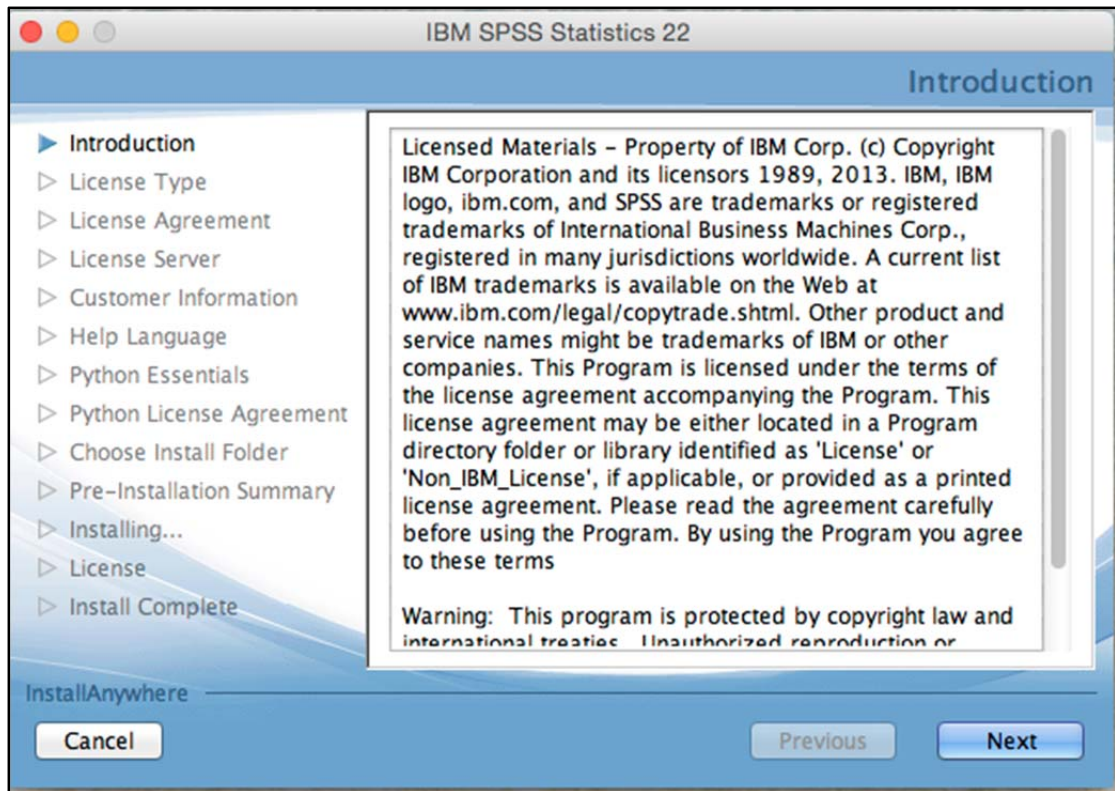 IBM SPSS Statistics 22
Introduction
Introduction
License Type
License Agreement
License Server
Customer Information
Help Language
Python Essentials
Python License Agreement
Choose Install Folder
Pre-Installation Summary
Installing...
License
Install Complete
Licensed Materials – Property of IBM Corp. (c) Copyright
IBM Corporation and its licensors 1989, 2013. IBM, IBM
logo, ibm.com, and SPSS are trademarks or registered
trademarks of International Business Machines Corp.,
registered in many jurisdictions worldwide. A current list
of IBM trademarks is available on the Web at
www.ibm.com/legal/copytrade.shtml. Other product and
service names might be trademarks of IBM or other
companies. This Program is licensed under the terms of
the license agreement accompanying the Program. This
license agreement may be either located in a Program
directory folder or library identified as 'License' or
'Non_IBM_License', if applicable, or provided as a printed
license agreement. Please read the agreement carefully
before using the Program. By using the Program you agree
to these terms
Warning: This program is protected by copyright law and
international treaties. Unauthorized reproduction or
InstallAnywhere
Cancel
Previous
Next